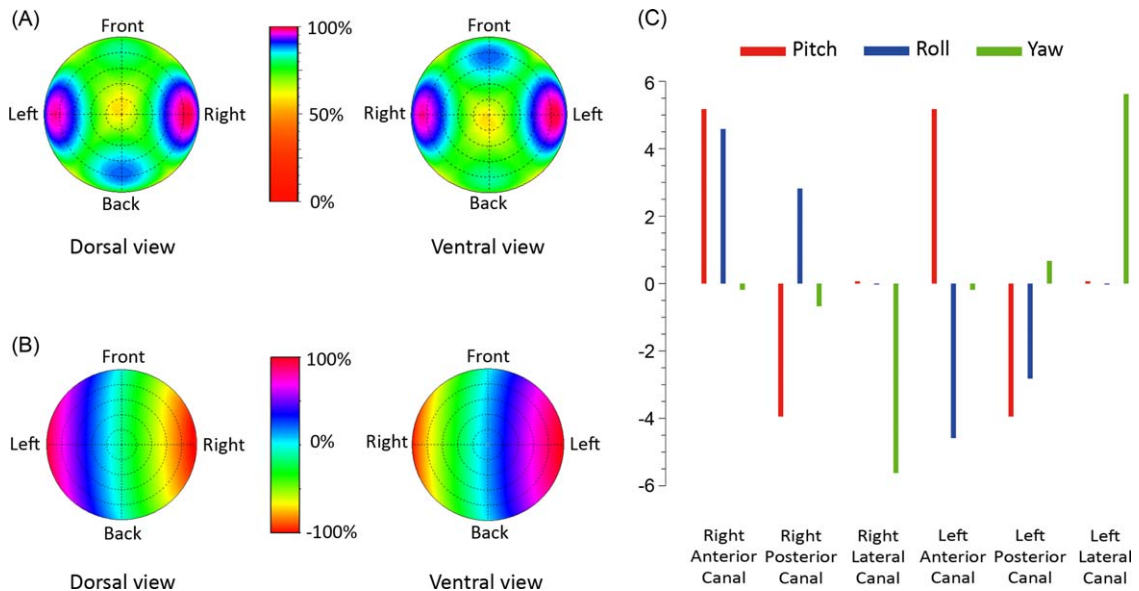 (A)
Front
Left
Right
Back
Dorsal view
100%
50%
0%
Front
Right
Left
Back
Ventral view
(B)
Front
Left
Right
Back
Dorsal view
100%
0%
-100%
Front
Right
Left
Back
Ventral view
(C)
Pitch Roll Yaw
6
4
2
0
-2
-4
-6
Right
Anterior
Canal
Right
Posterior
Canal
Right
Lateral
Canal
Left
Anterior
Canal
Left
Posterior
Canal
Left
Lateral
Canal